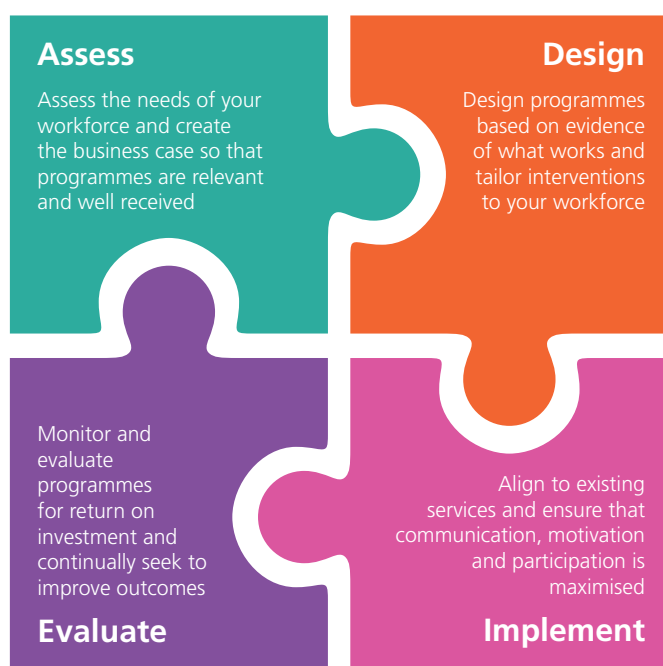 Assess
Assess the needs of your
workforce and create
the business case so that
programmes are relevant
and well received
Design
Design programmes
based on evidence
of what works and
tailor interventions
to your workforce
Monitor and
evaluate
programmes
for return on
investment and
continually seek to
improve outcomes
Evaluate
Align to existing
services and ensure that
communication, motivation
and participation is
maximised
Implement